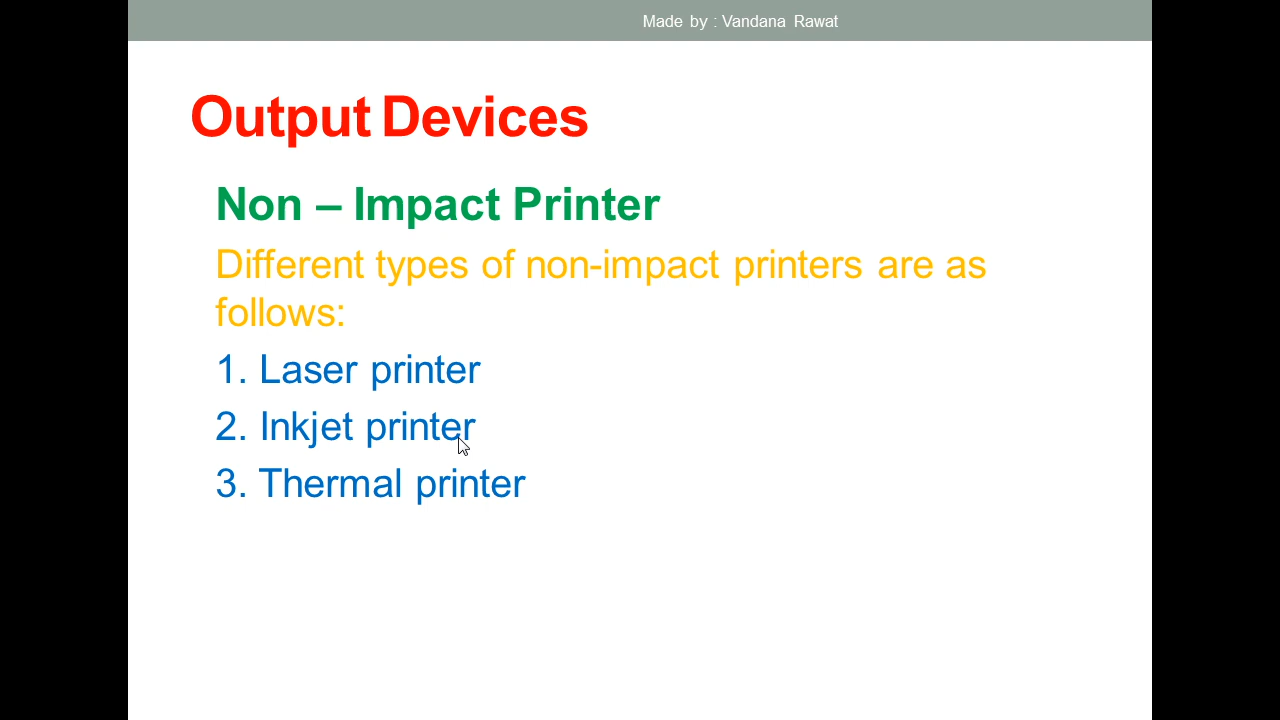 Made by : Vandana Rawat
Output Devices
Non – Impact Printer
Different types of non-impact printers are as
follows:
1. Laser printer
2. Inkjet printer
3. Thermal printer